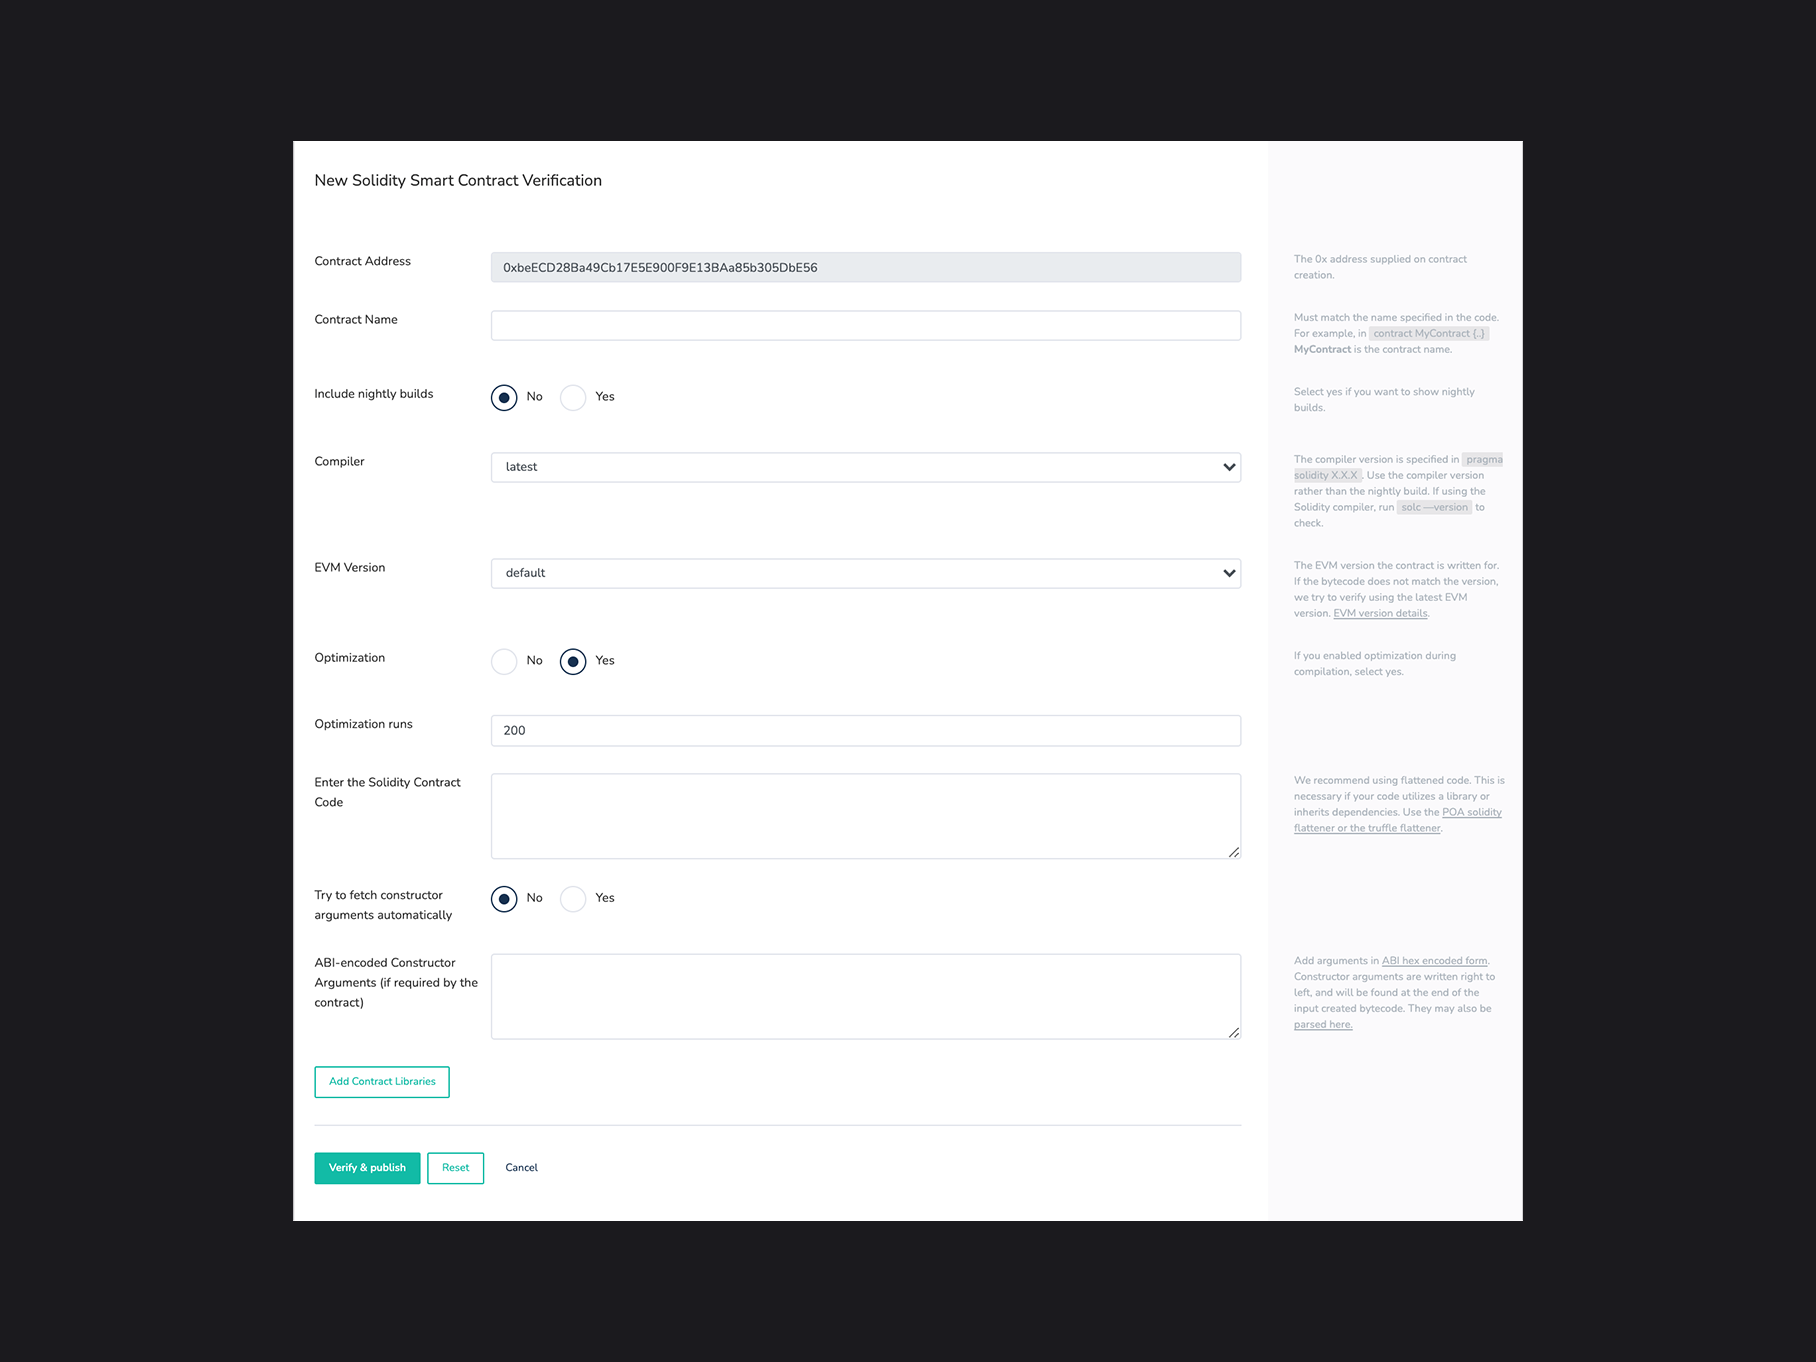 New Solidity Smart Contract Verification
Contract Address
0xbeECD28Ba49Cb17E5E900F9E13BAa85b305DbE56
The 0x address supplied on contract
creation.
Contract Name
Must match the name specified in the code.
For example, in contract MyContract {..}
MyContract is the contract name.
Include nightly builds
No Yes
Select yes if you want to show nightly
builds.
Compiler
latest
The compiler version is specified in pragma
solidity X.X.X . Use the compiler version
rather than the nightly build. If using the
Solidity compiler, run solc —version to
check.
EVM Version
default
The EVM version the contract is written for.
If the bytecode does not match the version,
we try to verify using the latest EVM
version. EVM version details.
Optimization
No Yes
If you enabled optimization during
compilation, select yes.
Optimization runs
200
Enter the Solidity Contract
Code
We recommend using flattened code. This is
necessary if your code utilizes a library or
inherits dependencies. Use the POA solidity
flattener or the truffle flattener.
Try to fetch constructor
arguments automatically
No Yes
ABI-encoded Constructor
Arguments (if required by the
contract)
Add arguments in ABI hex encoded form.
Constructor arguments are written right to
left, and will be found at the end of the
input created bytecode. They may also be
parsed here.
Add Contract Libraries
Verify & publish Reset Cancel